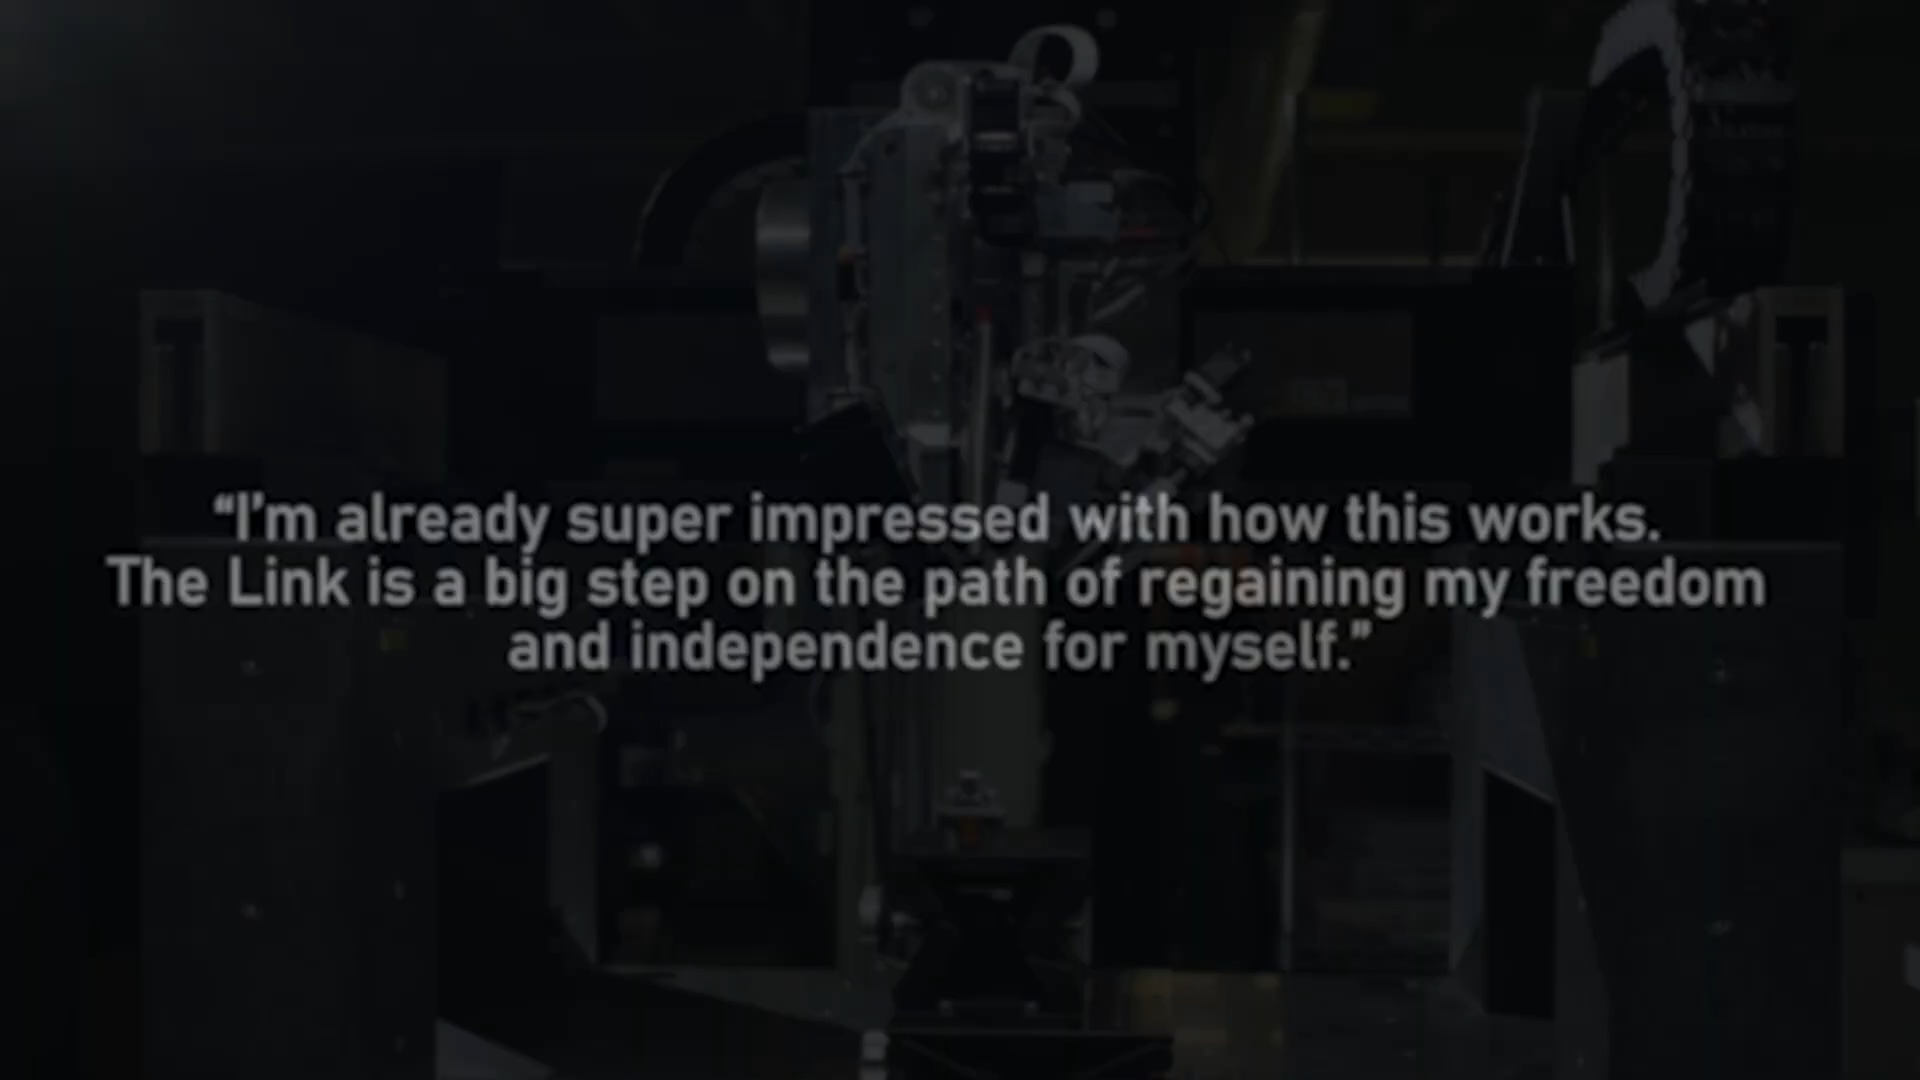 “I’m already super impressed with how this works.
The Link is a big step on the path of regaining my freedom
and independence for myself.”